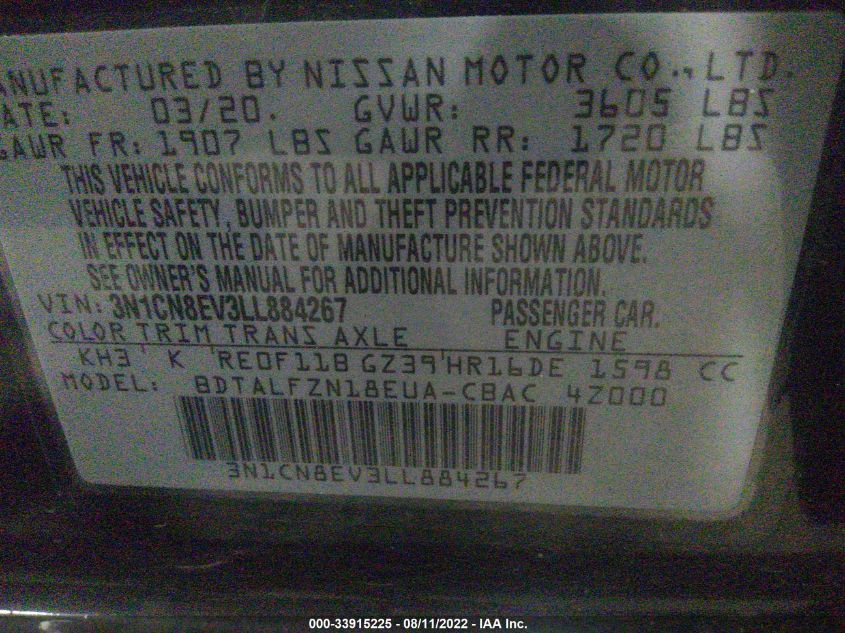 ANUFACTURED BY NISSAN MOTOR CO., LTD.
ATE: 03/20. GVWR: 3605 LBS
GAWR FR: 1907 LBS GAWR RR: 1720 LBS
THIS VEHICLE CONFORMS TO ALL APPLICABLE FEDERAL MOTOR
VEHICLE SAFETY, BUMPER AND THEFT PREVENTION STANDARDS
IN EFFECT ON THE DATE OF MANUFACTURE SHOWN ABOVE.
SEE OWNER'S MANUAL FOR ADDITIONAL INFORMATION.
VIN: 3N1CN8EV3LL884267 PASSENGER CAR.
COLOR TRIM TRANS AXLE ENGINE
KH3 K RE0F11B GZ39 HR16DE 1598 CC
MODEL: BDTALFZN18EUA-CBAC 4Z000
3N1CN8EV3LL884267
000-33915225 - 08/11/2022 - IAA Inc.